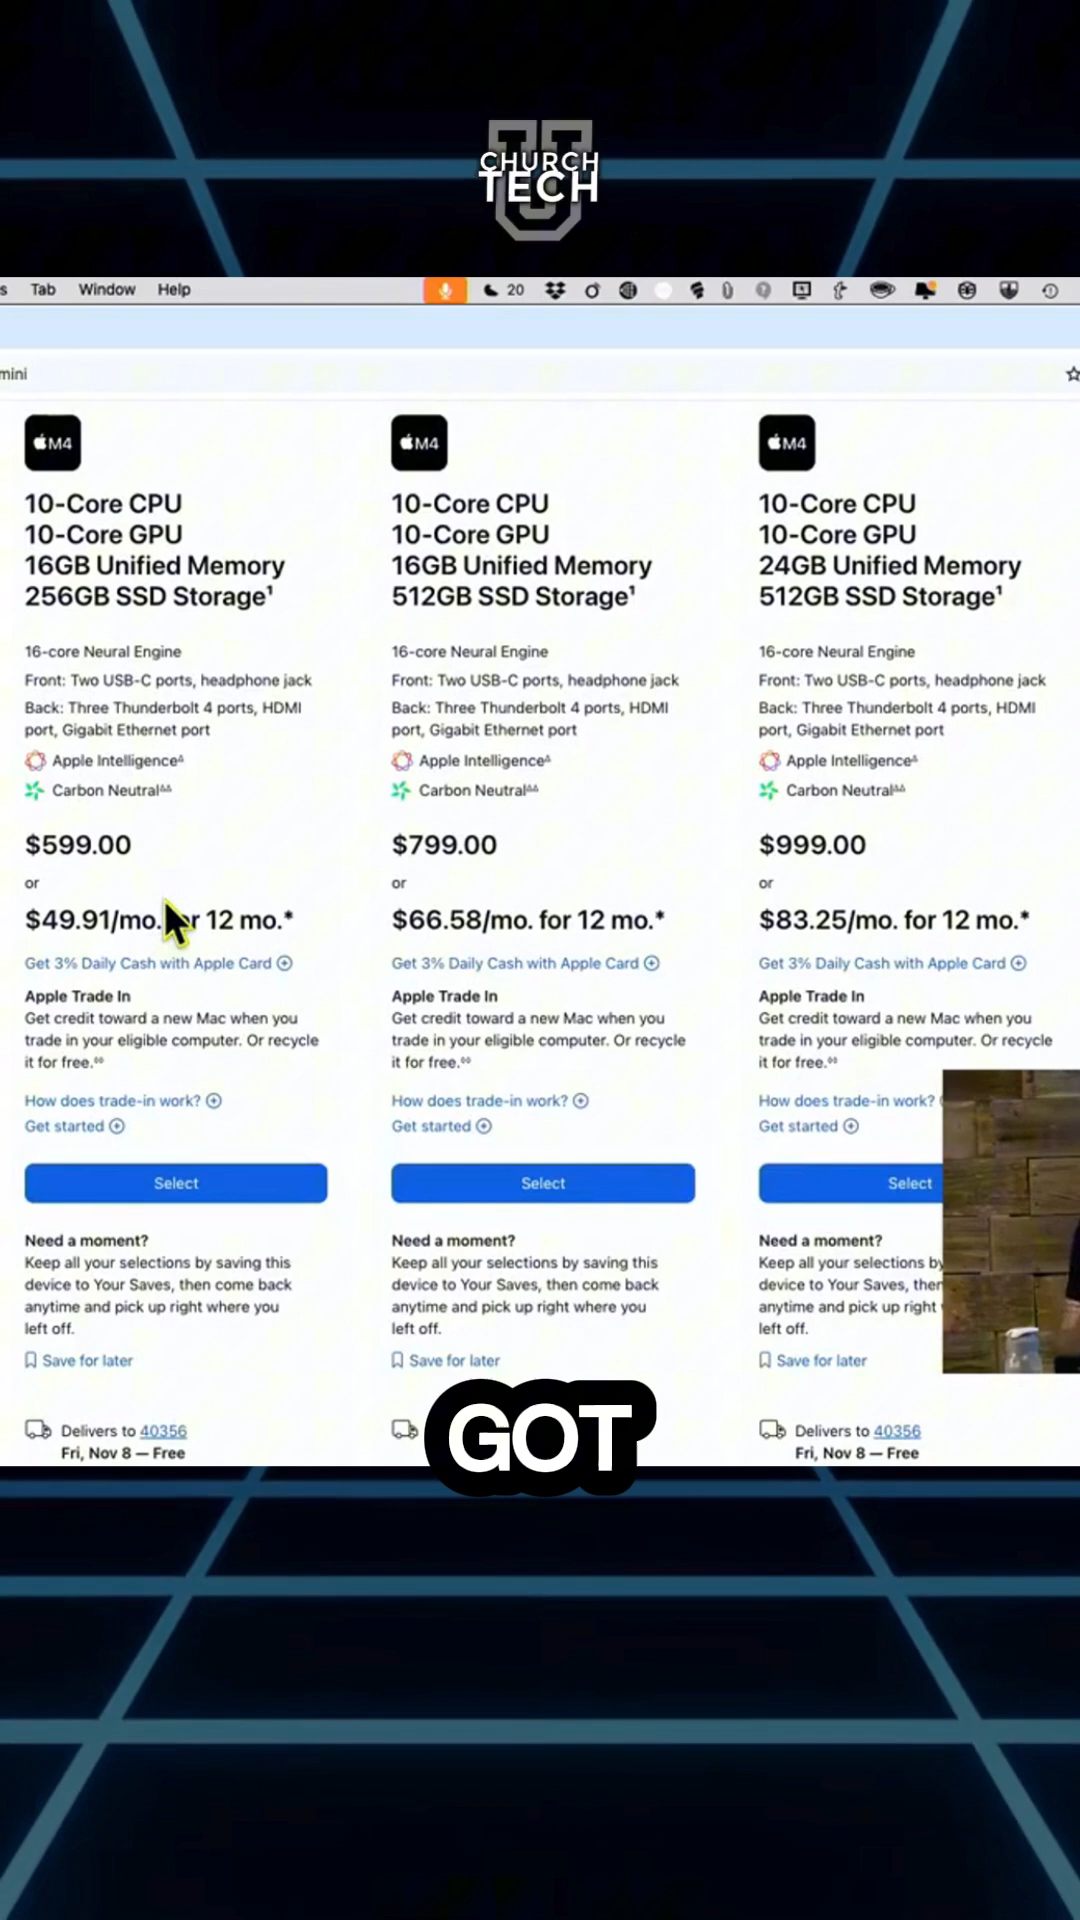 CHURCH
TECH
U
s Tab Window Help
20
mini
M4
10-Core CPU
10-Core GPU
16GB Unified Memory
256GB SSD Storage¹
16-core Neural Engine
Front: Two USB-C ports, headphone jack
Back: Three Thunderbolt 4 ports, HDMI
port, Gigabit Ethernet port
Apple Intelligence∆
Carbon Neutral∆∆
$599.00
or
$49.91/mo. r 12 mo.*
Get 3% Daily Cash with Apple Card
Apple Trade In
Get credit toward a new Mac when you
trade in your eligible computer. Or recycle
it for free.◊◊
How does trade-in work?
Get started
Select
Need a moment?
Keep all your selections by saving this
device to Your Saves, then come back
anytime and pick up right where you
left off.
Save for later
Delivers to 40356
Fri, Nov 8 — Free
M4
10-Core CPU
10-Core GPU
16GB Unified Memory
512GB SSD Storage¹
16-core Neural Engine
Front: Two USB-C ports, headphone jack
Back: Three Thunderbolt 4 ports, HDMI
port, Gigabit Ethernet port
Apple Intelligence∆
Carbon Neutral∆∆
$799.00
or
$66.58/mo. for 12 mo.*
Get 3% Daily Cash with Apple Card
Apple Trade In
Get credit toward a new Mac when you
trade in your eligible computer. Or recycle
it for free.◊◊
How does trade-in work?
Get started
Select
Need a moment?
Keep all your selections by saving this
device to Your Saves, then come back
anytime and pick up right where you
left off.
Save for later
M4
10-Core CPU
10-Core GPU
24GB Unified Memory
512GB SSD Storage¹
16-core Neural Engine
Front: Two USB-C ports, headphone jack
Back: Three Thunderbolt 4 ports, HDMI
port, Gigabit Ethernet port
Apple Intelligence∆
Carbon Neutral∆∆
$999.00
or
$83.25/mo. for 12 mo.*
Get 3% Daily Cash with Apple Card
Apple Trade In
Get credit toward a new Mac when you
trade in your eligible computer. Or recycle
it for free.◊◊
How does trade-in work?
Get started
Select
Need a moment?
Keep all your selections by
device to Your Saves, then
anytime and pick up right
left off.
Save for later
Delivers to 40356
Fri, Nov 8 — Free
GOT